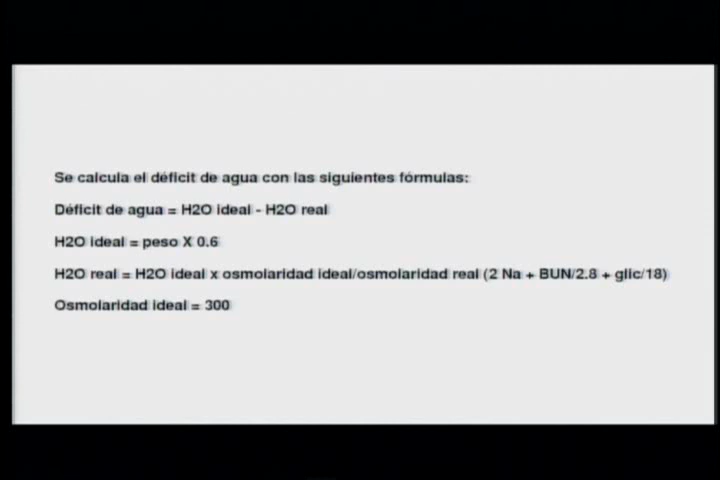 Se calcula el déficit de agua con las siguientes fórmulas:
Déficit de agua = H2O ideal - H2O real
H2O ideal = peso X 0.6
H2O real = H2O ideal x osmolaridad ideal/osmolaridad real (2 Na + BUN/2.8 + glic/18)
Osmolaridad ideal = 300